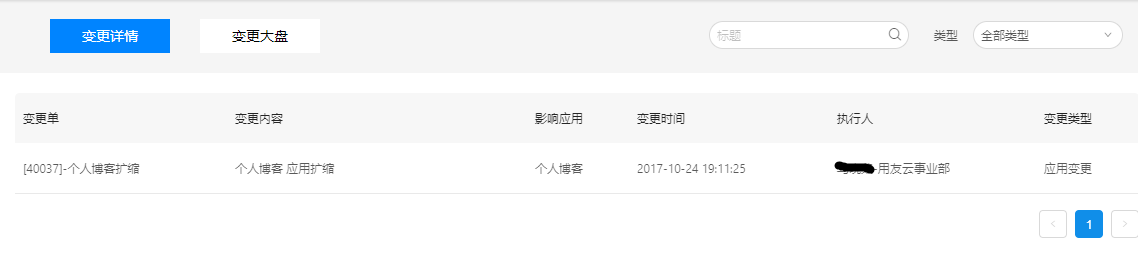 变更详情 变更大盘 标题 类型 全部类型
变更单 变更内容 影响应用 变更时间 执行人 变更类型
[40037]-个人博客扩缩 个人博客 应用扩缩 个人博客 2017-10-24 19:11:25 -用友云事业部 应用变更
1